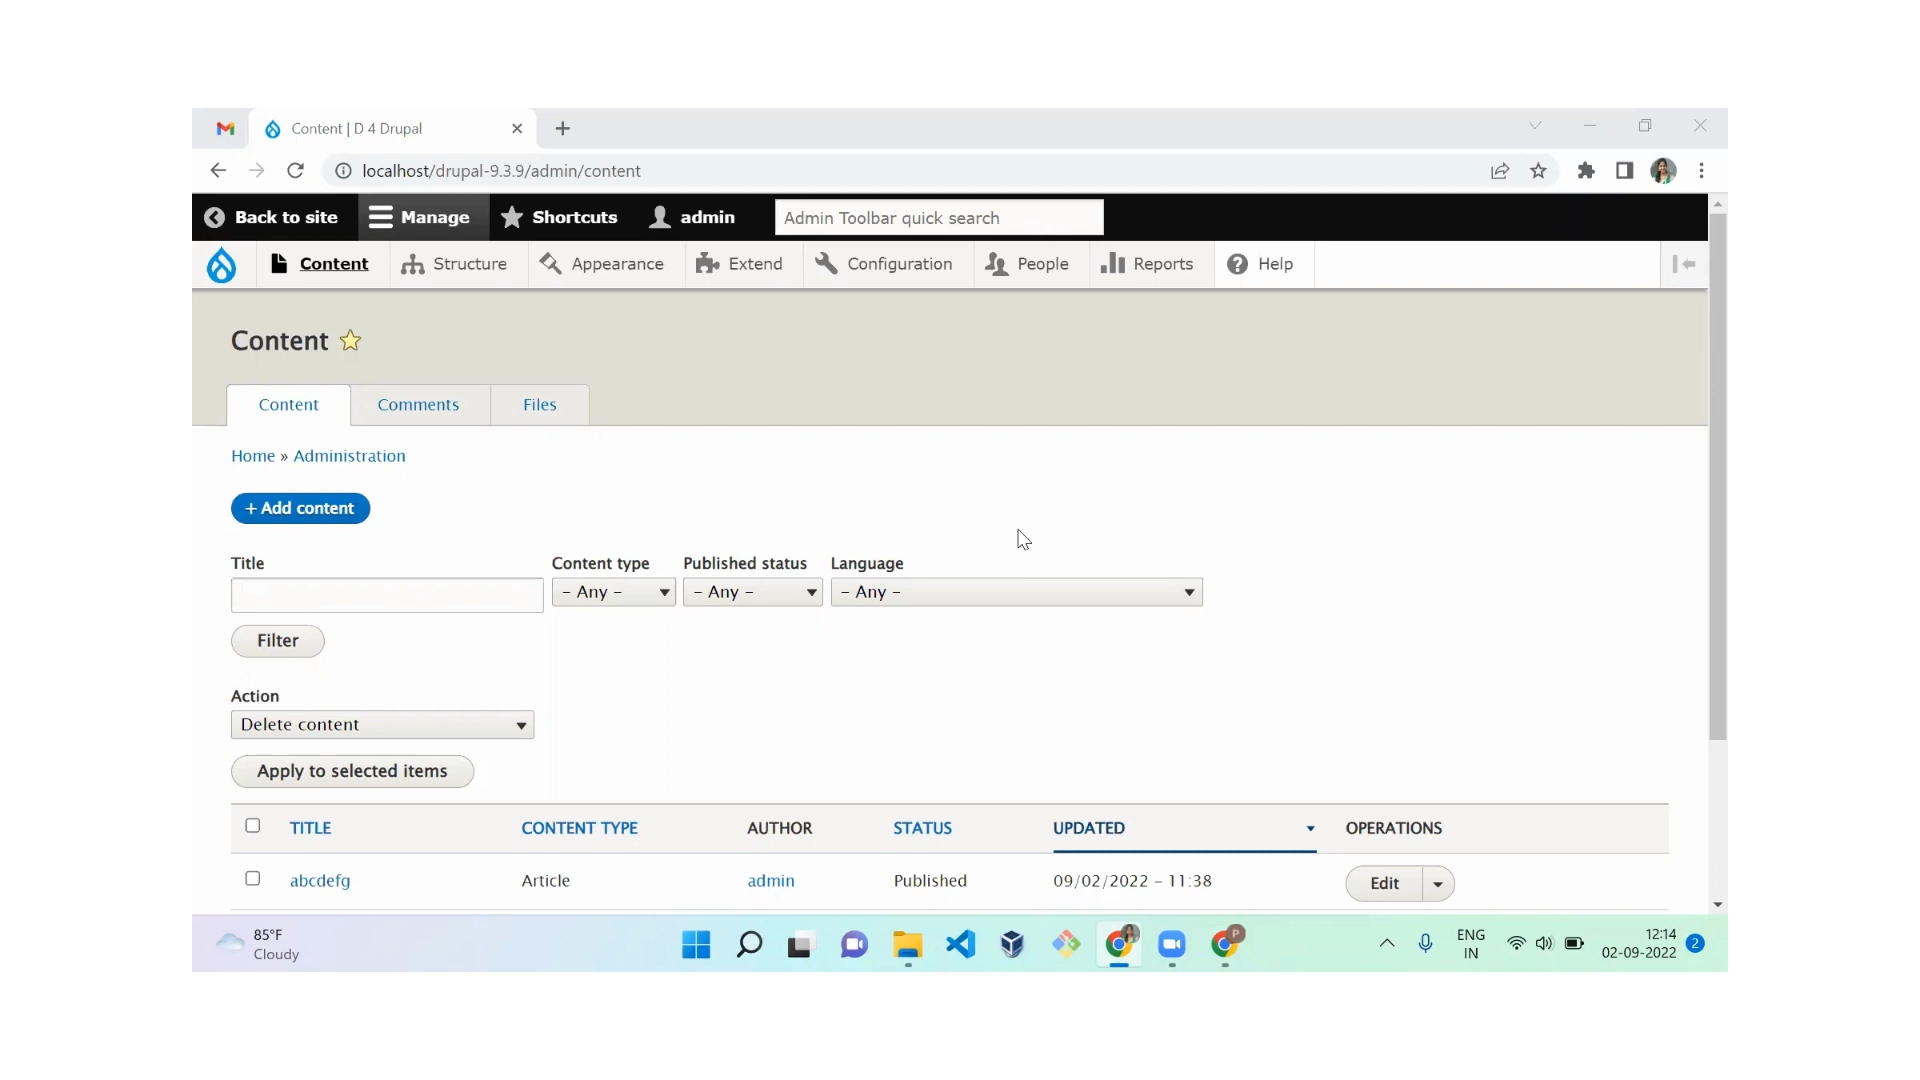 Content | D 4 Drupal
localhost/drupal-9.3.9/admin/content
Back to site Manage Shortcuts admin Admin Toolbar quick search
Content Structure Appearance Extend Configuration People Reports Help
Content
Content Comments Files
Home » Administration
+ Add content
Title Content type Published status Language
- Any - - Any - - Any -
Filter
Action
Delete content
Apply to selected items
TITLE CONTENT TYPE AUTHOR STATUS UPDATED OPERATIONS
abcdefg Article admin Published 09/02/2022 - 11:38 Edit
85°F
Cloudy
P
ENG
IN
12:14
02-09-2022
2